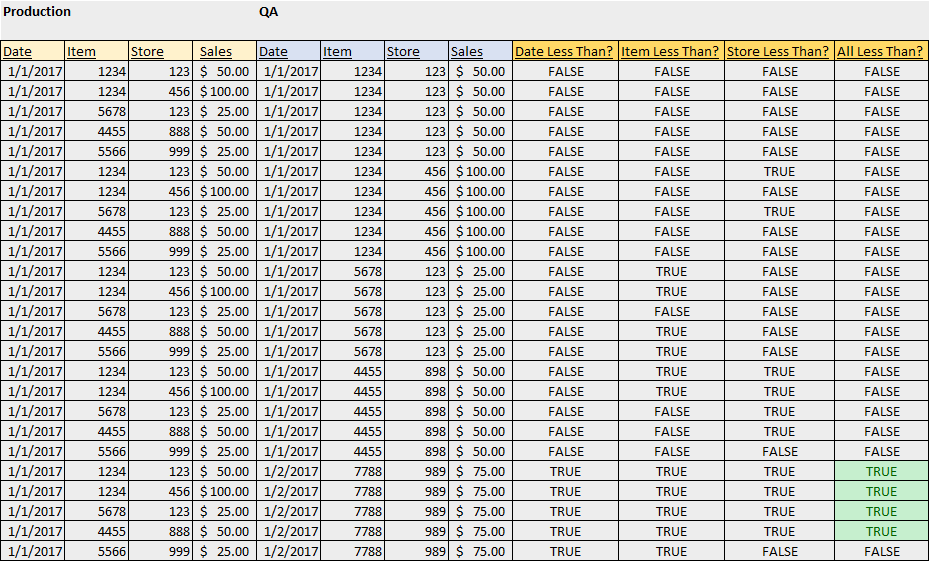 Production QA
Date Item Store Sales Date Item Store Sales Date Less Than? Item Less Than? Store Less Than? All Less Than?
1/1/2017 1234 123 $ 50.00 1/1/2017 1234 123 $ 50.00 FALSE FALSE FALSE FALSE
1/1/2017 1234 456 $ 100.00 1/1/2017 1234 123 $ 50.00 FALSE FALSE FALSE FALSE
1/1/2017 5678 123 $ 25.00 1/1/2017 1234 123 $ 50.00 FALSE FALSE FALSE FALSE
1/1/2017 4455 888 $ 50.00 1/1/2017 1234 123 $ 50.00 FALSE FALSE FALSE FALSE
1/1/2017 5566 999 $ 25.00 1/1/2017 1234 123 $ 50.00 FALSE FALSE FALSE FALSE
1/1/2017 1234 123 $ 50.00 1/1/2017 1234 456 $ 100.00 FALSE FALSE TRUE FALSE
1/1/2017 1234 456 $ 100.00 1/1/2017 1234 456 $ 100.00 FALSE FALSE FALSE FALSE
1/1/2017 5678 123 $ 25.00 1/1/2017 1234 456 $ 100.00 FALSE FALSE TRUE FALSE
1/1/2017 4455 888 $ 50.00 1/1/2017 1234 456 $ 100.00 FALSE FALSE FALSE FALSE
1/1/2017 5566 999 $ 25.00 1/1/2017 1234 456 $ 100.00 FALSE FALSE FALSE FALSE
1/1/2017 1234 123 $ 50.00 1/1/2017 5678 123 $ 25.00 FALSE TRUE FALSE FALSE
1/1/2017 1234 456 $ 100.00 1/1/2017 5678 123 $ 25.00 FALSE TRUE FALSE FALSE
1/1/2017 5678 123 $ 25.00 1/1/2017 5678 123 $ 25.00 FALSE FALSE FALSE FALSE
1/1/2017 4455 888 $ 50.00 1/1/2017 5678 123 $ 25.00 FALSE TRUE FALSE FALSE
1/1/2017 5566 999 $ 25.00 1/1/2017 5678 123 $ 25.00 FALSE TRUE FALSE FALSE
1/1/2017 1234 123 $ 50.00 1/1/2017 4455 898 $ 50.00 FALSE TRUE TRUE FALSE
1/1/2017 1234 456 $ 100.00 1/1/2017 4455 898 $ 50.00 FALSE TRUE TRUE FALSE
1/1/2017 5678 123 $ 25.00 1/1/2017 4455 898 $ 50.00 FALSE FALSE TRUE FALSE
1/1/2017 4455 888 $ 50.00 1/1/2017 4455 898 $ 50.00 FALSE FALSE TRUE FALSE
1/1/2017 5566 999 $ 25.00 1/1/2017 4455 898 $ 50.00 FALSE FALSE FALSE FALSE
1/1/2017 1234 123 $ 50.00 1/2/2017 7788 989 $ 75.00 TRUE TRUE TRUE TRUE
1/1/2017 1234 456 $ 100.00 1/2/2017 7788 989 $ 75.00 TRUE TRUE TRUE TRUE
1/1/2017 5678 123 $ 25.00 1/2/2017 7788 989 $ 75.00 TRUE TRUE TRUE TRUE
1/1/2017 4455 888 $ 50.00 1/2/2017 7788 989 $ 75.00 TRUE TRUE TRUE TRUE
1/1/2017 5566 999 $ 25.00 1/2/2017 7788 989 $ 75.00 TRUE TRUE FALSE FALSE